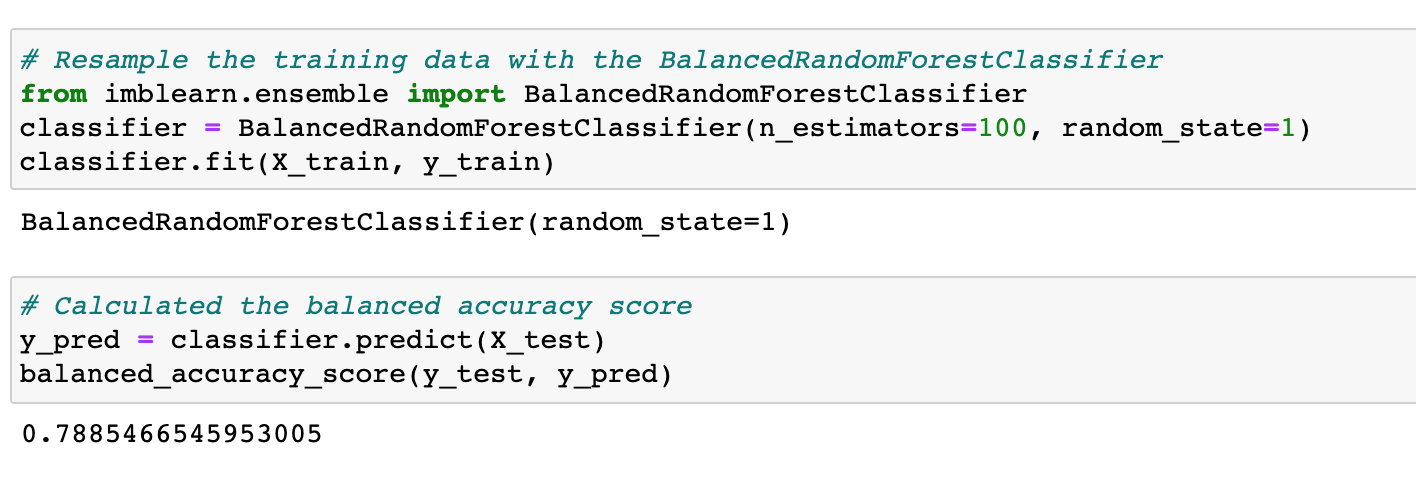 # Resample the training data with the BalancedRandomForestClassifier
from imblearn.ensemble import BalancedRandomForestClassifier
classifier = BalancedRandomForestClassifier(n_estimators=100, random_state=1)
classifier.fit(X_train, y_train)
BalancedRandomForestClassifier(random_state=1)
# Calculated the balanced accuracy score
y_pred = classifier.predict(X_test)
balanced_accuracy_score(y_test, y_pred)
0.7885466545953005